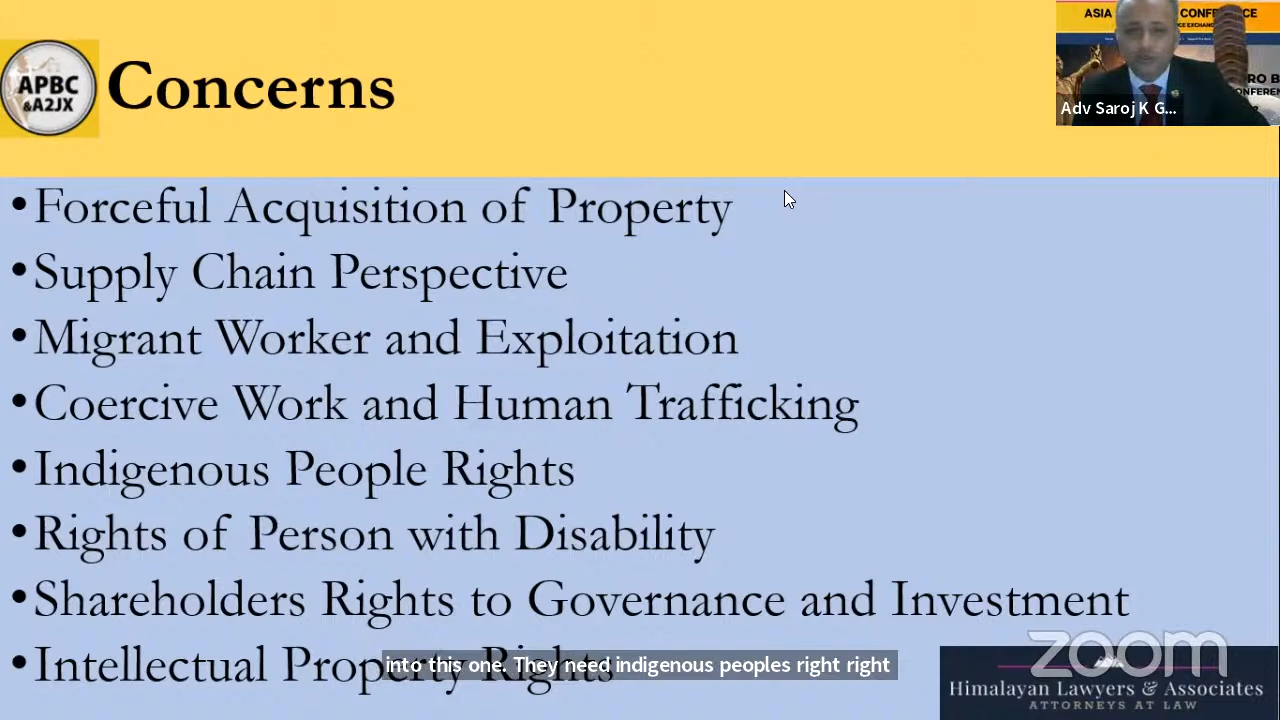 APBC
&A2JX
Concerns
ASIA CONFERENCE
Adv Saroj K G...
•Forceful Acquisition of Property
•Supply Chain Perspective
•Migrant Worker and Exploitation
•Coercive Work and Human Trafficking
•Indigenous People Rights
•Rights of Person with Disability
•Shareholders Rights to Governance and Investment
•Intellectual Property Rights
into this one. They need indigenous peoples right right
zoom
Himalayan Lawyers & Associates
ATTORNEYS AT LAW